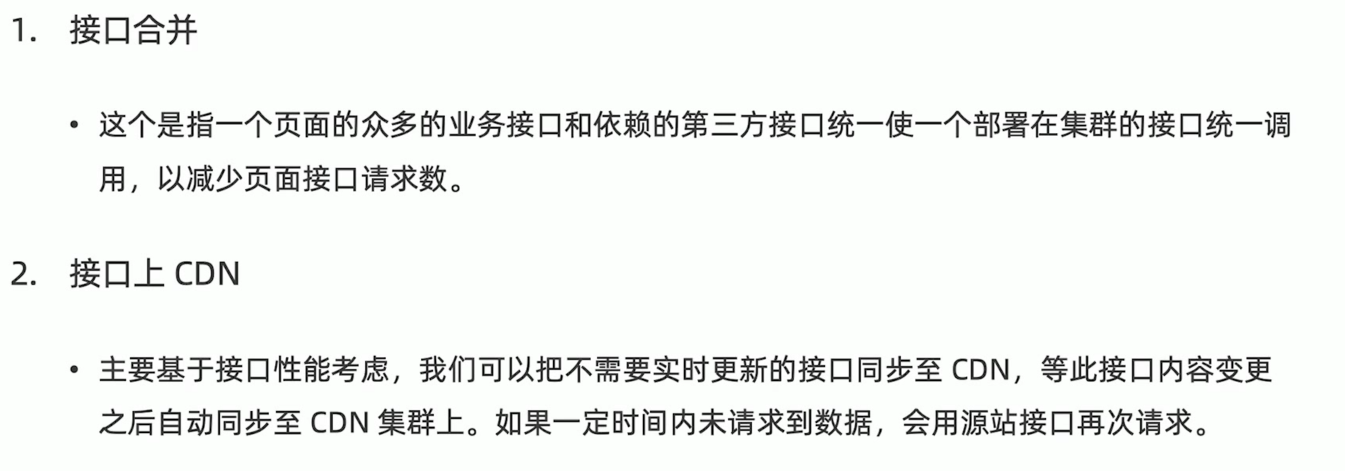 1. 接口合并
• 这个是指一个页面的众多的业务接口和依赖的第三方接口统一使一个部署在集群的接口统一调
用，以减少页面接口请求数。
2. 接口上 CDN
• 主要基于接口性能考虑，我们可以把不需要实时更新的接口同步至 CDN，等此接口内容变更
之后自动同步至 CDN 集群上。如果一定时间内未请求到数据，会用源站接口再次请求。